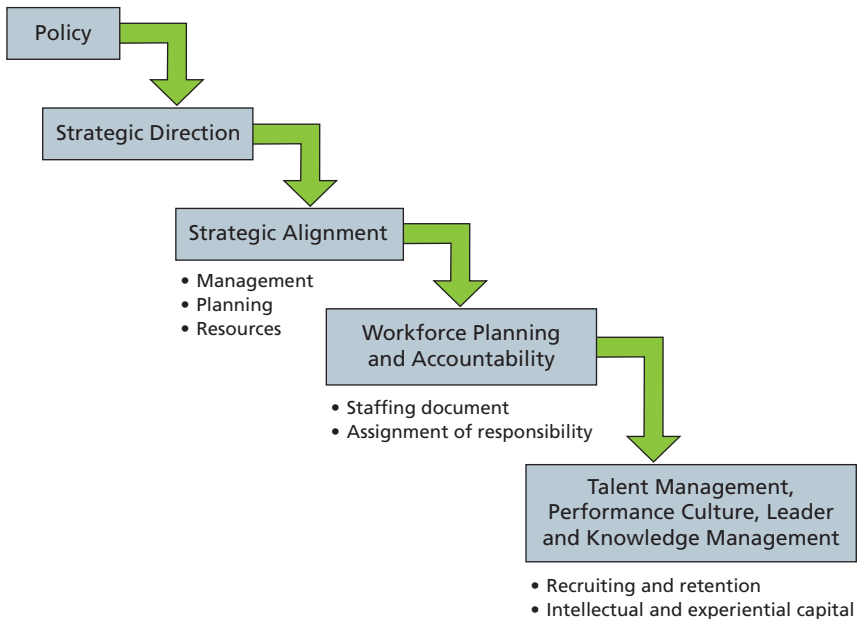 Policy
Strategic Direction
Strategic Alignment
• Management
• Planning
• Resources
Workforce Planning
and Accountability
• Staffing document
• Assignment of responsibility
Talent Management,
Performance Culture, Leader
and Knowledge Management
• Recruiting and retention
• Intellectual and experiential capital